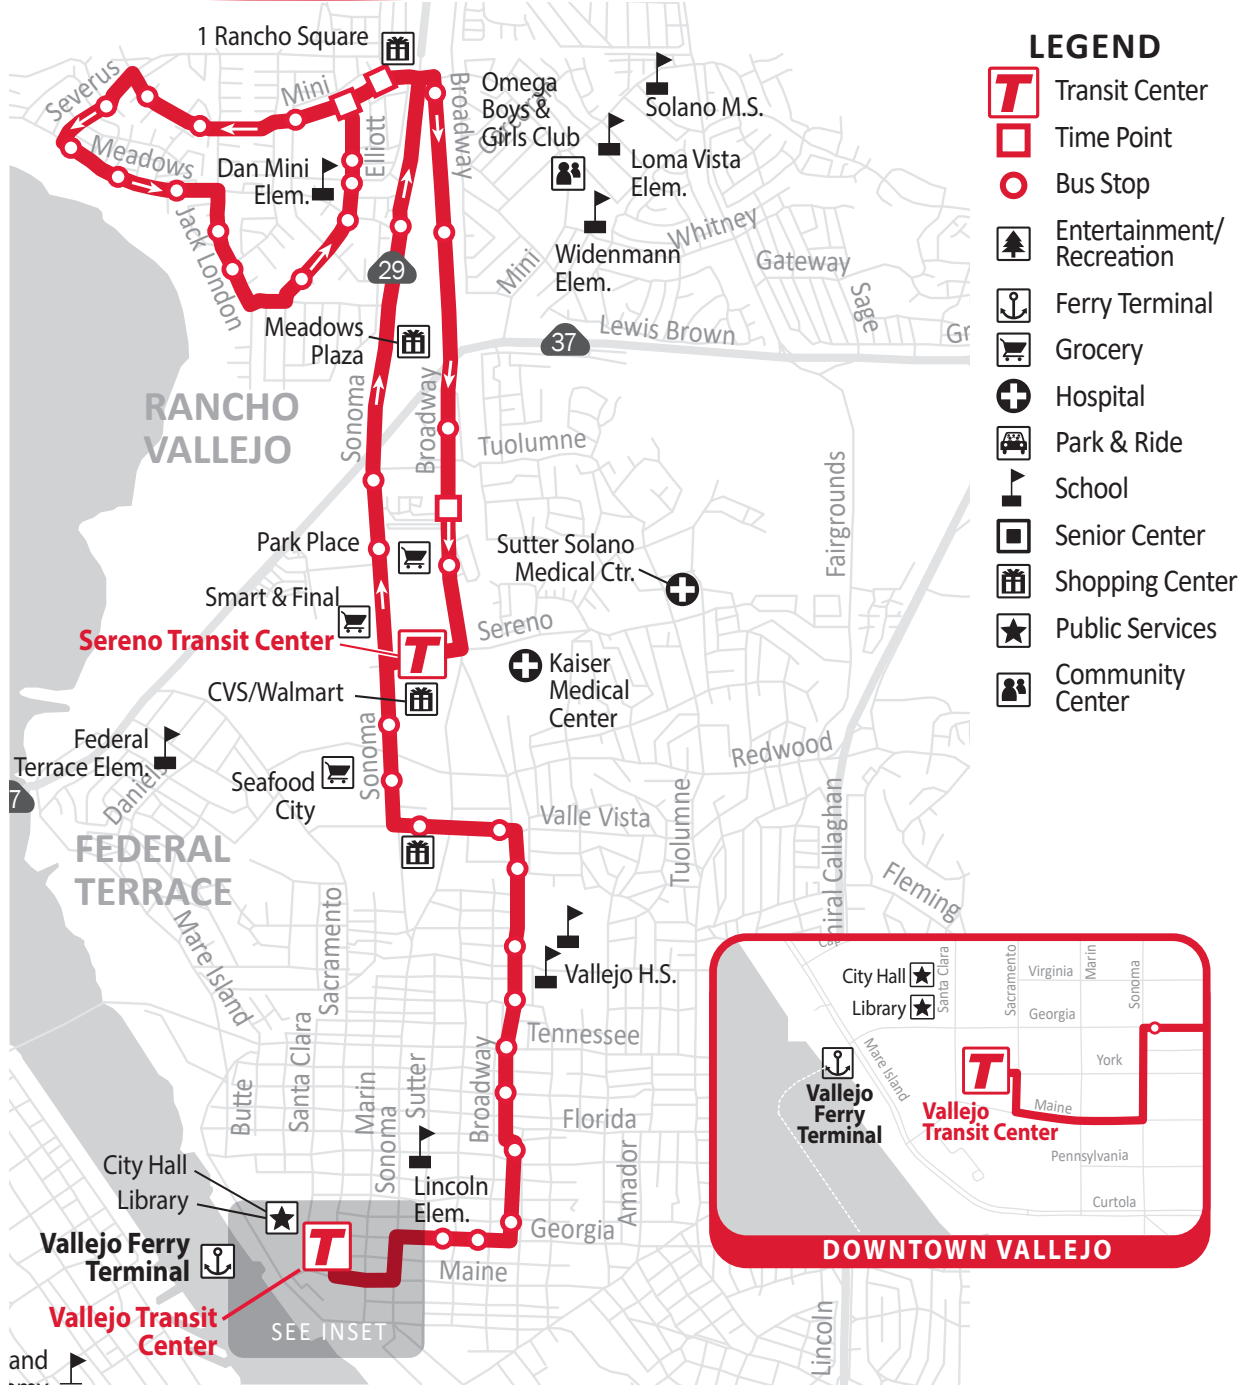 1 Rancho Square
Severus
Mini
Meadows
Dan Mini
Elem.
Elliott
Jack London
Broadway
Omega
Boys &
Girls Club
Solano M.S.
Loma Vista
Elem.
Widenmann
Elem.
Whitney
Mini
Gateway
Sage
29
37
Lewis Brown
Gr
Meadows
Plaza
RANCHO
VALLEJO
Sonoma
Broadway
Tuolumne
Fairgrounds
Park Place
Sutter Solano
Medical Ctr.
Smart & Final
Sereno
Sereno Transit Center
T
CVS/Walmart
Kaiser
Medical
Center
Federal
Terrace Elem.
Daniels
7
Seafood
City
Sonoma
Redwood
Valle Vista
Tuolumne
miral Callaghan
Fleming
FEDERAL
TERRACE
Mare Island
Sacramento
Vallejo H.S.
Tennessee
Santa Clara
Butte
Marin
Sonoma
Sutter
Broadway
Florida
Amador
Lincoln
Elem.
Georgia
Maine
City Hall
Library
T
Vallejo Ferry
Terminal
Vallejo Transit
Center
SEE INSET
and
Lincoln
LEGEND
T
Transit Center
Time Point
Bus Stop
Entertainment/
Recreation
Ferry Terminal
Grocery
Hospital
Park & Ride
School
Senior Center
Shopping Center
Public Services
Community
Center
City Hall
Library
Santa Clara
Sacramento
Virginia
Marin
Sonoma
Georgia
Mare Island
York
T
Maine
Vallejo
Ferry
Terminal
Vallejo
Transit Center
Pennsylvania
Curtola
DOWNTOWN VALLEJO